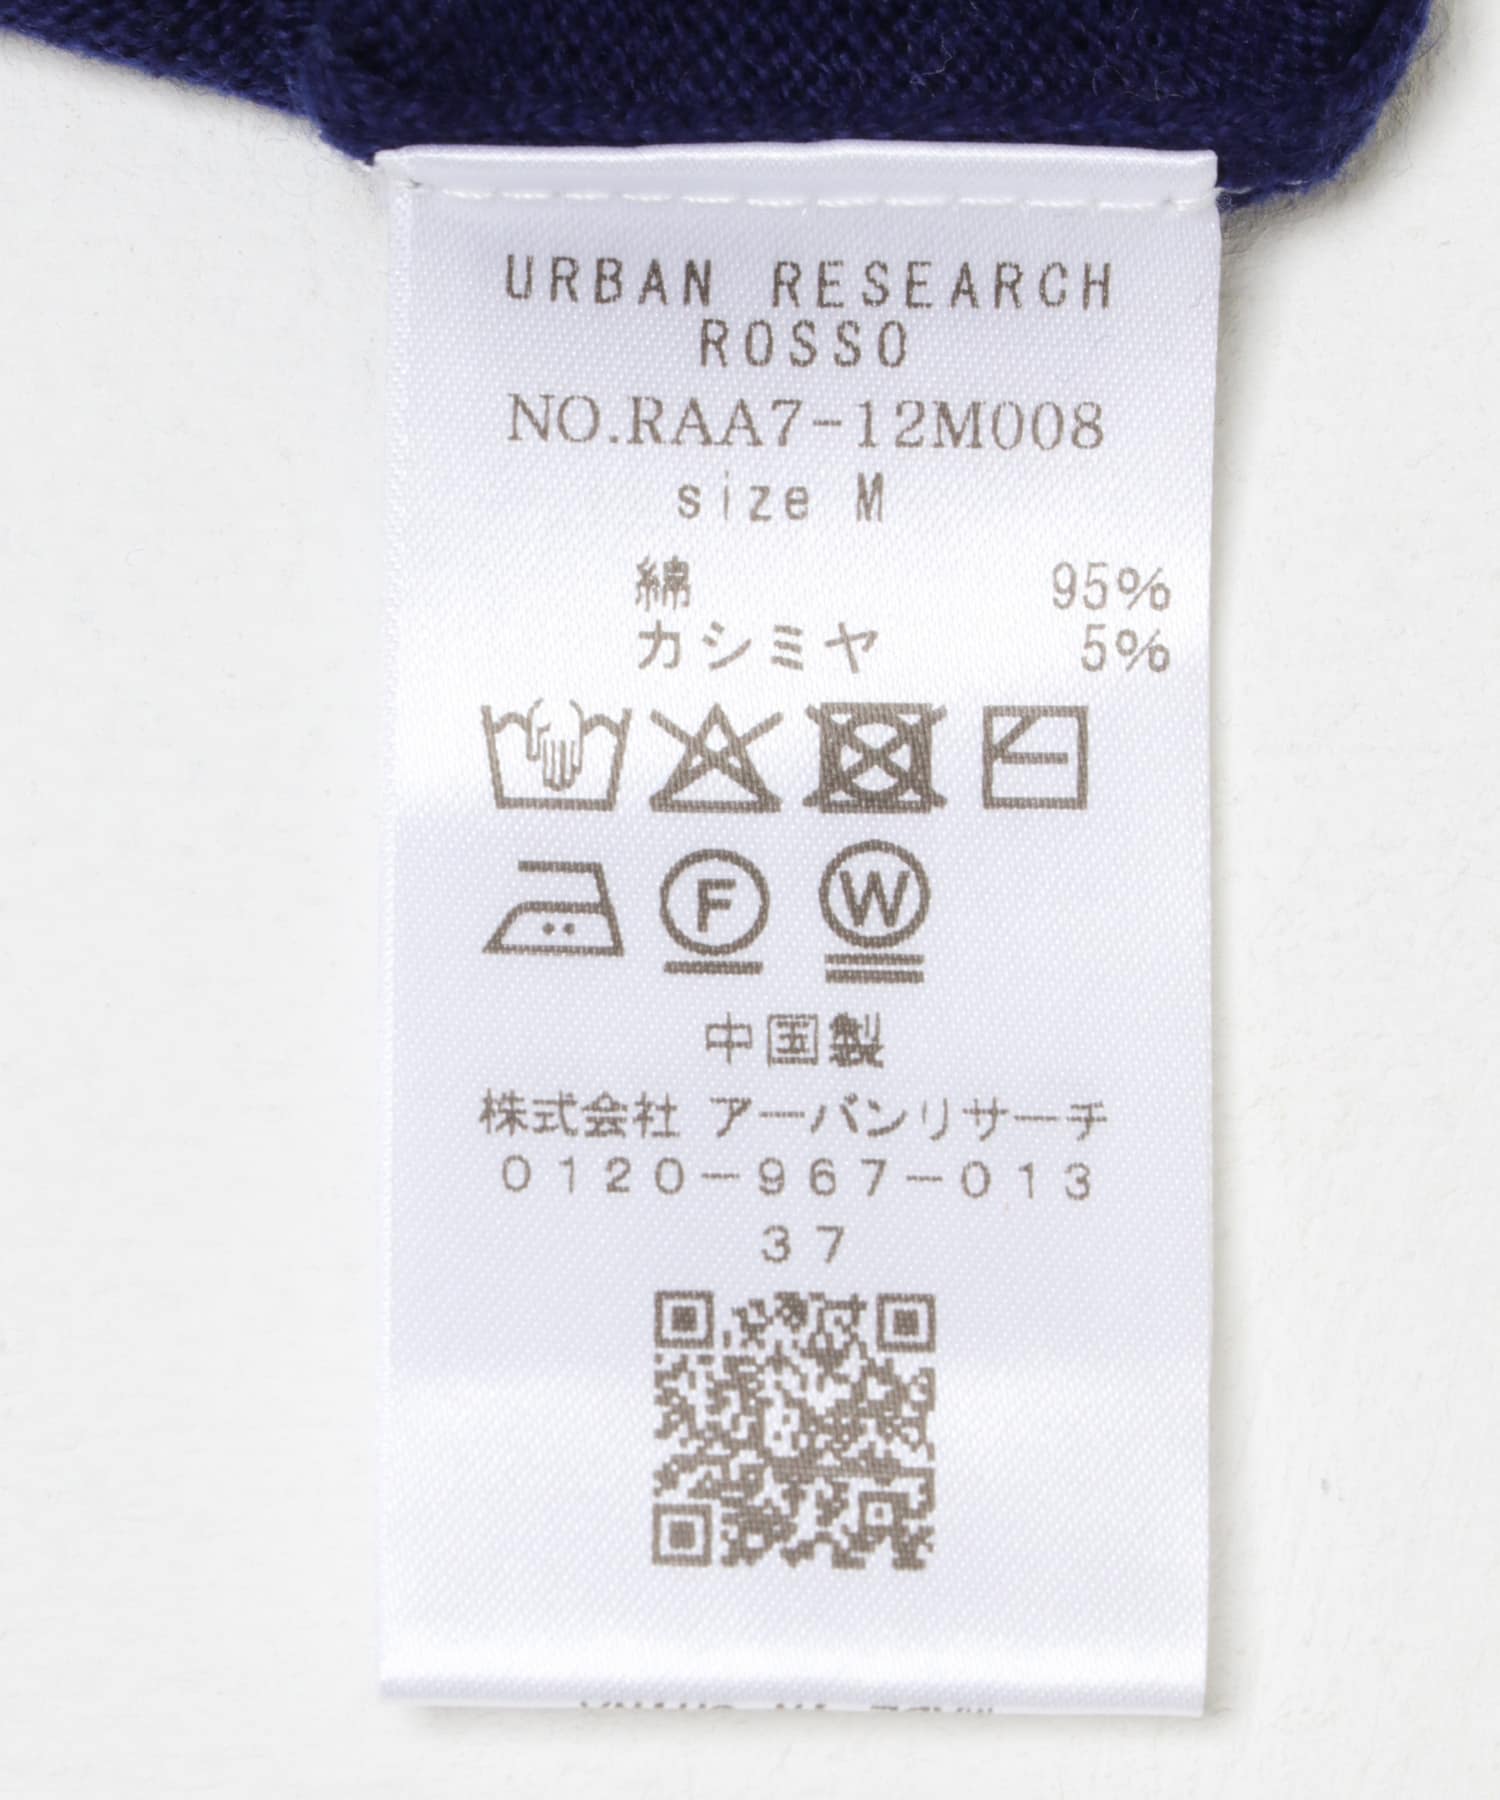 URBAN RESEARCH
ROSSO
NO.RAA7-12M008
size M
綿 95%
カシミヤ 5%
F W
中国製
株式会社 アーバンリサーチ
0120-967-013
37